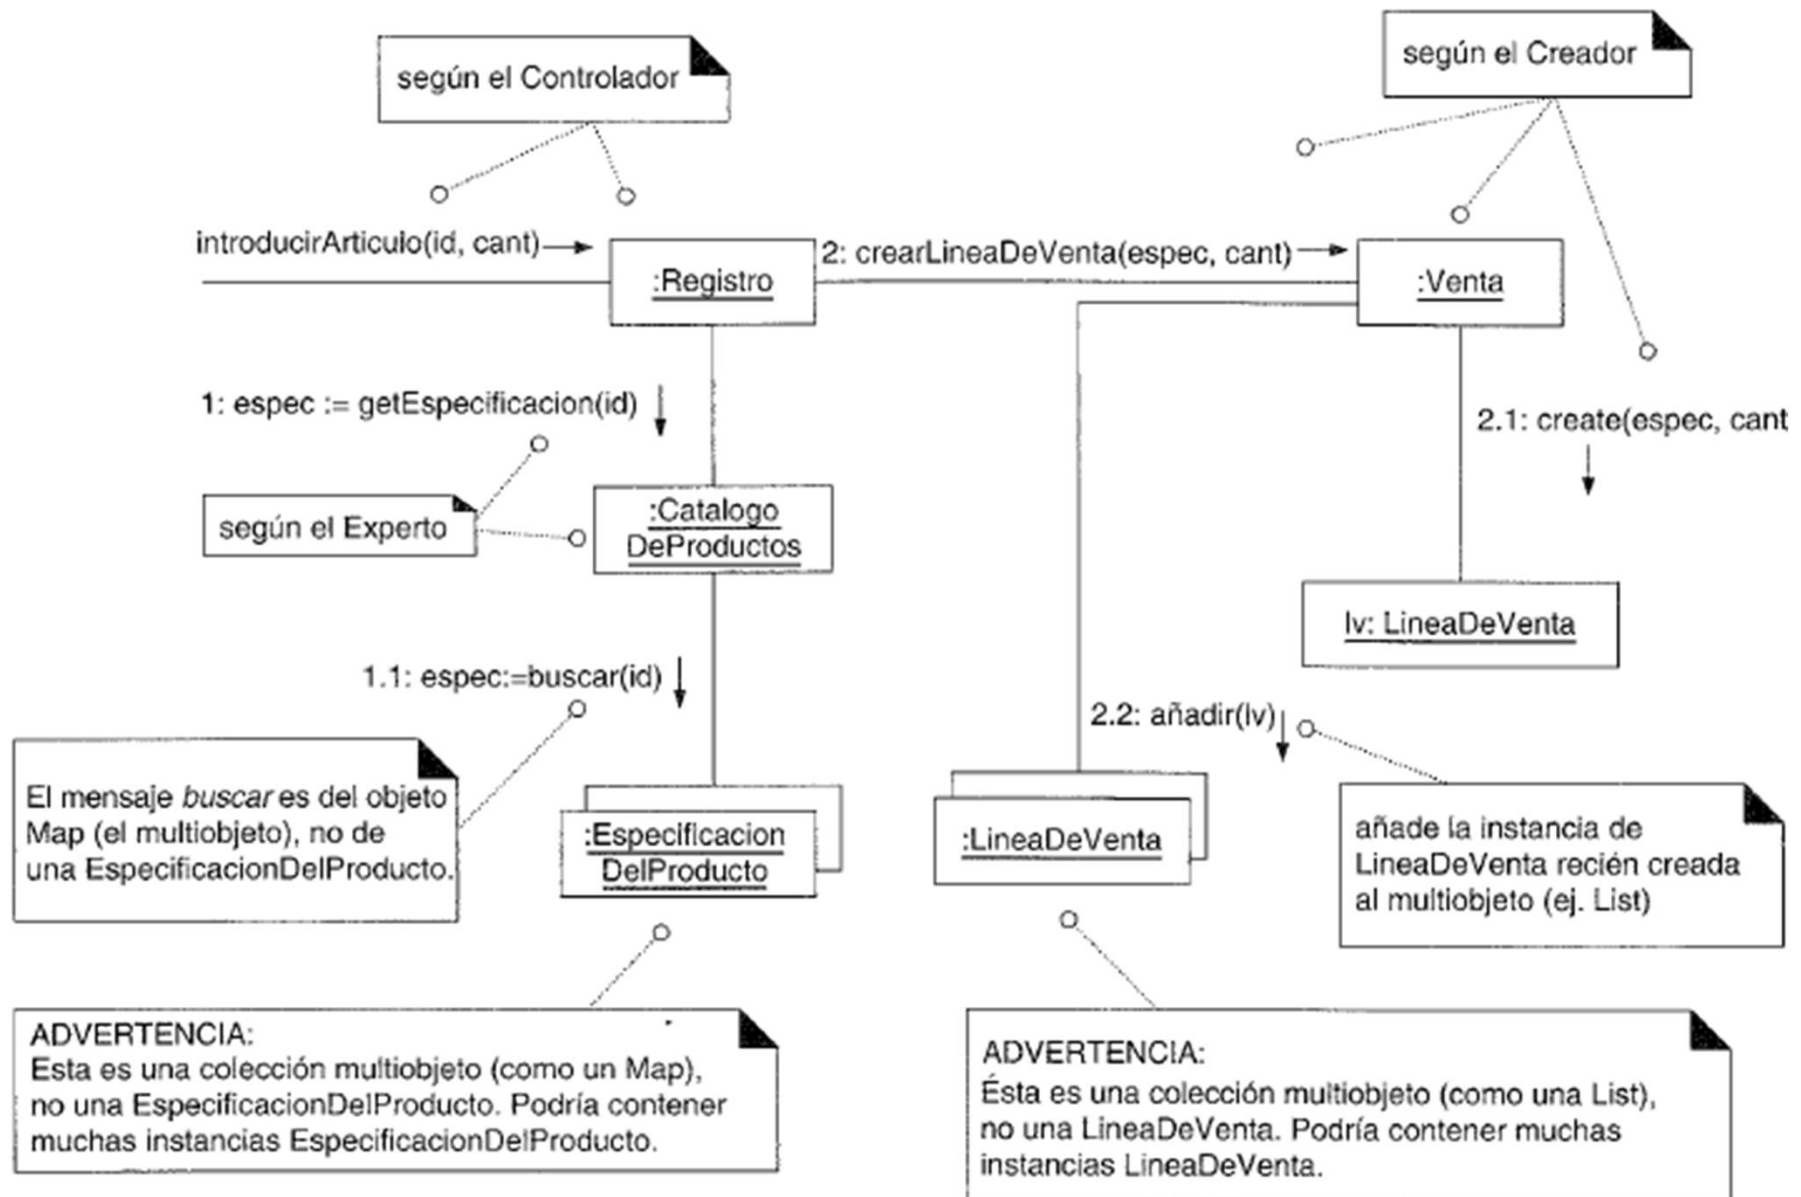 según el Controlador
según el Creador
introducirArticulo(id, cant)
:Registro
2: crearLineaDeVenta(espec, cant)
:Venta
1: espec := getEspecificacion(id)
2.1: create(espec, cant
según el Experto
:Catalogo
DeProductos
lv: LineaDeVenta
1.1: espec:=buscar(id)
2.2: añadir(lv)
El mensaje buscar es del objeto
Map (el multiobjeto), no de
una EspecificacionDelProducto.
:Especificacion
DelProducto
:LineaDeVenta
añade la instancia de
LineaDeVenta recién creada
al multiobjeto (ej. List)
ADVERTENCIA:
Esta es una colección multiobjeto (como un Map),
no una EspecificacionDelProducto. Podría contener
muchas instancias EspecificacionDelProducto.
ADVERTENCIA:
Ésta es una colección multiobjeto (como una List),
no una LineaDeVenta. Podría contener muchas
instancias LineaDeVenta.